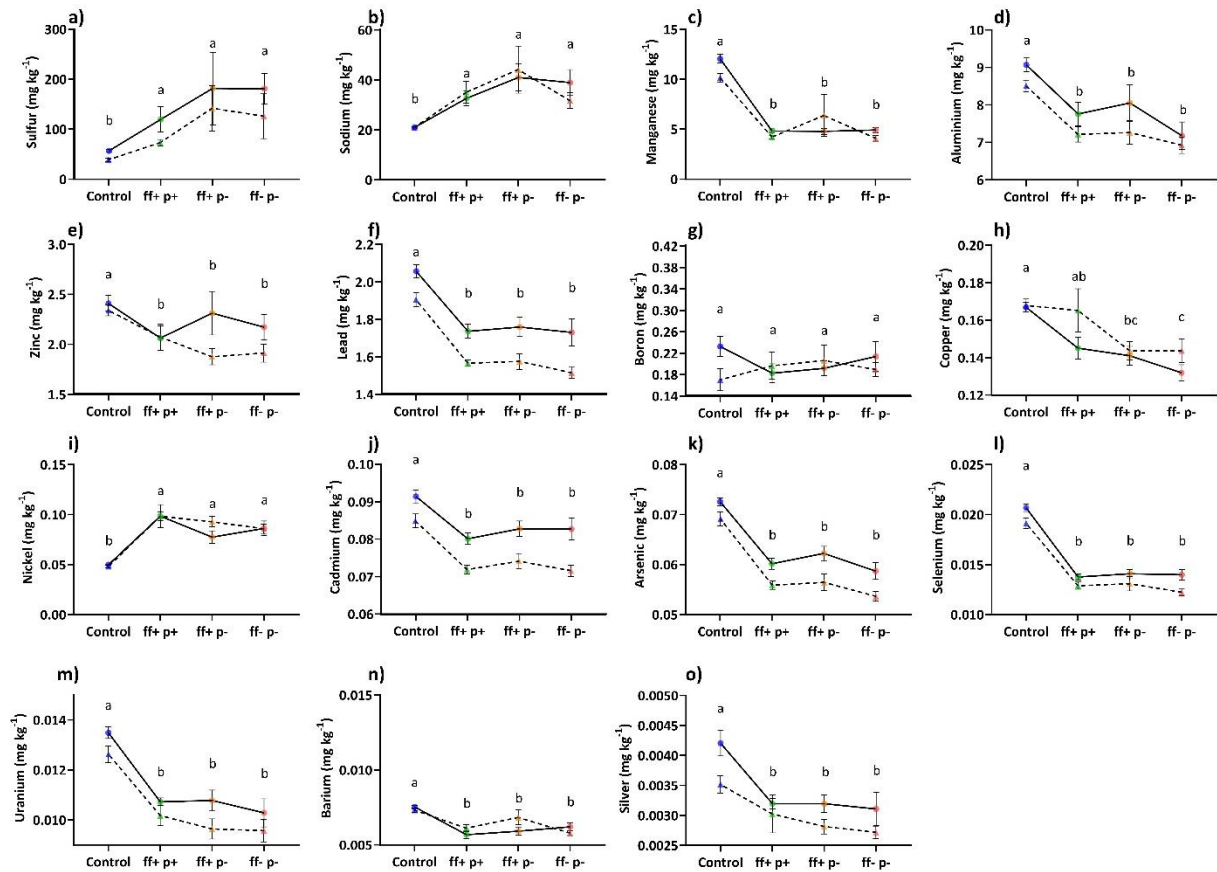 a)
Sulfur (mg kg⁻¹)
300
200
100
0
b
a
a
a
Control ff+ p+ ff+ p- ff- p-
b)
Sodium (mg kg⁻¹)
60
40
20
0
b
a
a
a
Control ff+ p+ ff+ p- ff- p-
c)
Manganese (mg kg⁻¹)
15
10
5
0
a
b
b
b
Control ff+ p+ ff+ p- ff- p-
d)
Aluminium (mg kg⁻¹)
10
9
8
7
6
a
b
b
b
Control ff+ p+ ff+ p- ff- p-
e)
Zinc (mg kg⁻¹)
3.0
2.5
2.0
1.5
a
b
b
b
Control ff+ p+ ff+ p- ff- p-
f)
Lead (mg kg⁻¹)
2.2
2.0
1.8
1.6
1.4
a
b
b
b
Control ff+ p+ ff+ p- ff- p-
g)
Boron (mg kg⁻¹)
0.42
0.38
0.34
0.30
0.26
0.22
0.18
0.14
a
a
a
a
Control ff+ p+ ff+ p- ff- p-
h)
Copper (mg kg⁻¹)
0.20
0.18
0.16
0.14
0.12
a
ab
bc
c
Control ff+ p+ ff+ p- ff- p-
i)
Nickel (mg kg⁻¹)
0.15
0.10
0.05
0.00
b
a
a
a
Control ff+ p+ ff+ p- ff- p-
j)
Cadmium (mg kg⁻¹)
0.10
0.09
0.08
0.07
0.06
a
b
b
b
Control ff+ p+ ff+ p- ff- p-
k)
Arsenic (mg kg⁻¹)
0.08
0.07
0.06
0.05
a
b
b
b
Control ff+ p+ ff+ p- ff- p-
l)
Selenium (mg kg⁻¹)
0.025
0.020
0.015
0.010
a
b
b
b
Control ff+ p+ ff+ p- ff- p-
m)
Uranium (mg kg⁻¹)
0.014
0.012
0.010
a
b
b
b
Control ff+ p+ ff+ p- ff- p-
n)
Barium (mg kg⁻¹)
0.015
0.010
0.005
a
b
b
b
Control ff+ p+ ff+ p- ff- p-
o)
Silver (mg kg⁻¹)
0.0050
0.0045
0.0040
0.0035
0.0030
0.0025
a
b
b
b
Control ff+ p+ ff+ p- ff- p-